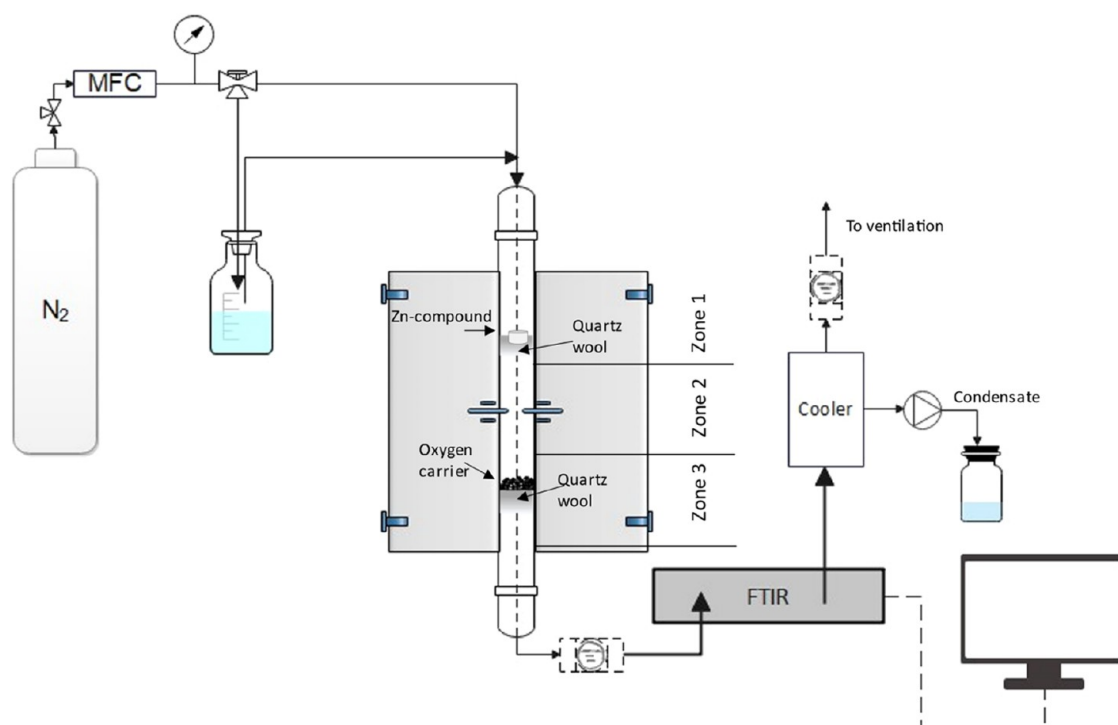 MFC
N₂
Zn-compound
Quartz
wool
Zone 1
Zone 2
Oxygen
carrier
Quartz
wool
Zone 3
To ventilation
Cooler
Condensate
FTIR